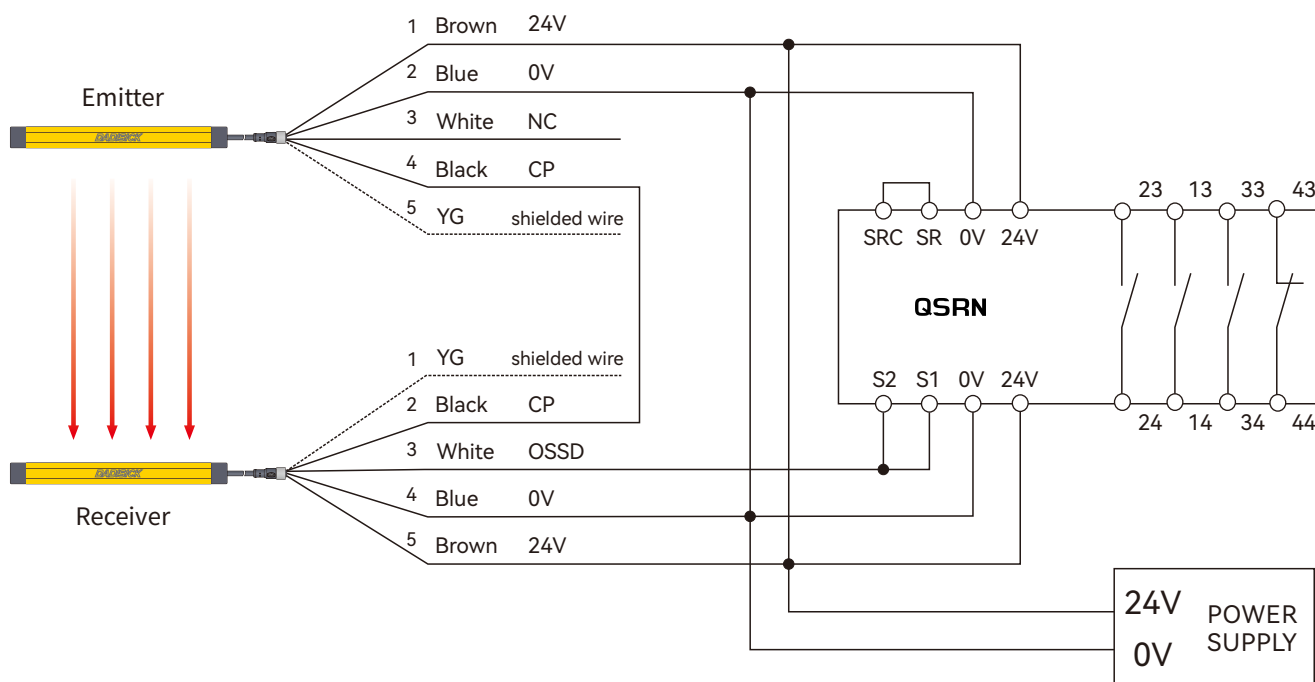 1 Brown 24V
2 Blue 0V
Emitter
3 White NC
DADISICK
4 Black CP
5 YG shielded wire
23 13 33 43
SRC SR 0V 24V
QSRN
1 YG shielded wire
S2 S1 0V 24V
2 Black CP
24 14 34 44
3 White OSSD
DADISICK
4 Blue 0V
Receiver
5 Brown 24V
24V
POWER
SUPPLY
0V